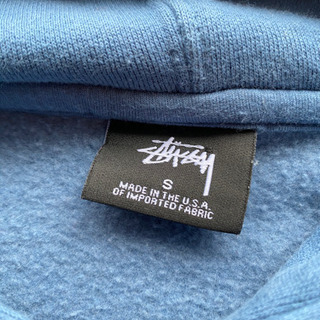 Stüssy
S
MADE IN THE U.S.A.
OF IMPORTED FABRIC